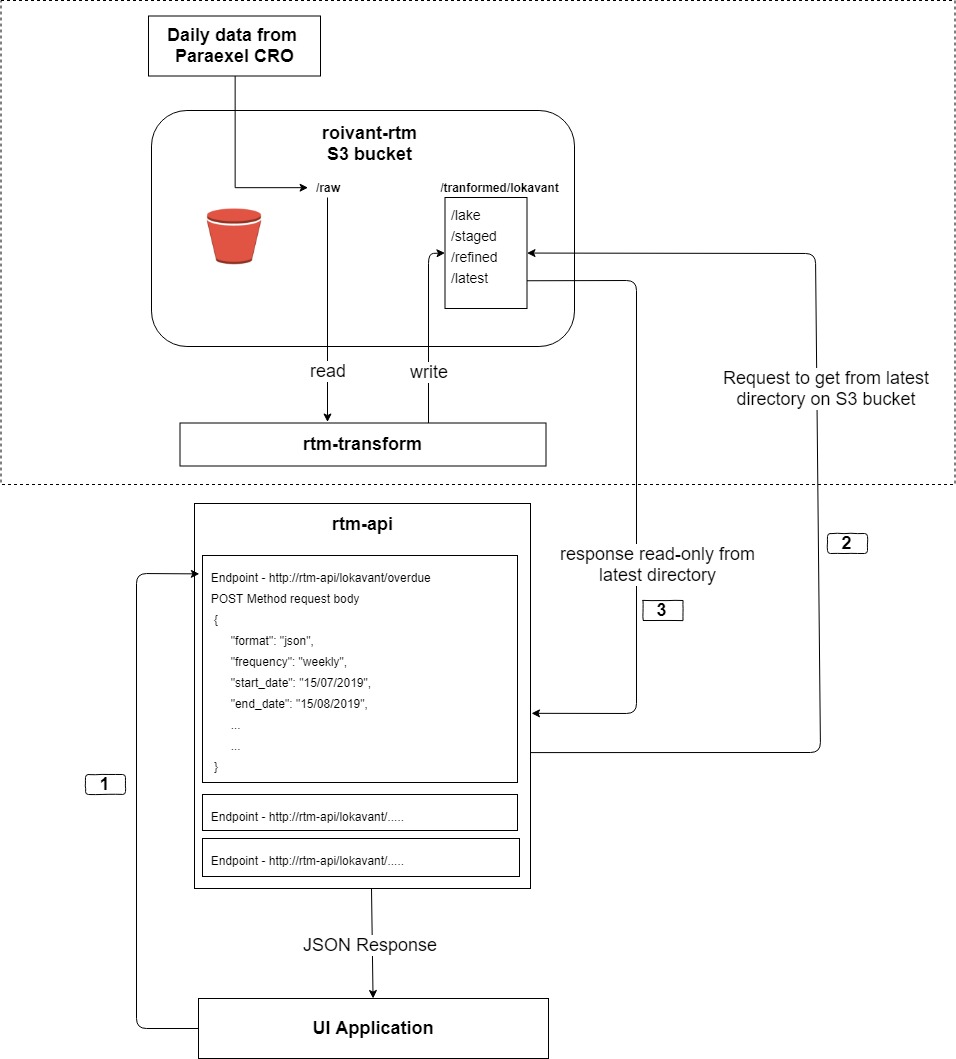 Daily data from
Paraexel CRO
roivant-rtm
S3 bucket
/raw
/tranformed/lokavant
/lake
/staged
/refined
/latest
read
write
Request to get from latest
directory on S3 bucket
rtm-transform
rtm-api
2
response read-only from
latest directory
3
Endpoint - http://rtm-api/lokavant/overdue
POST Method request body
{
"format": "json",
"frequency": "weekly",
"start_date": "15/07/2019",
"end_date": "15/08/2019",
...
...
}
1
Endpoint - http://rtm-api/lokavant/.....
Endpoint - http://rtm-api/lokavant/.....
JSON Response
UI Application